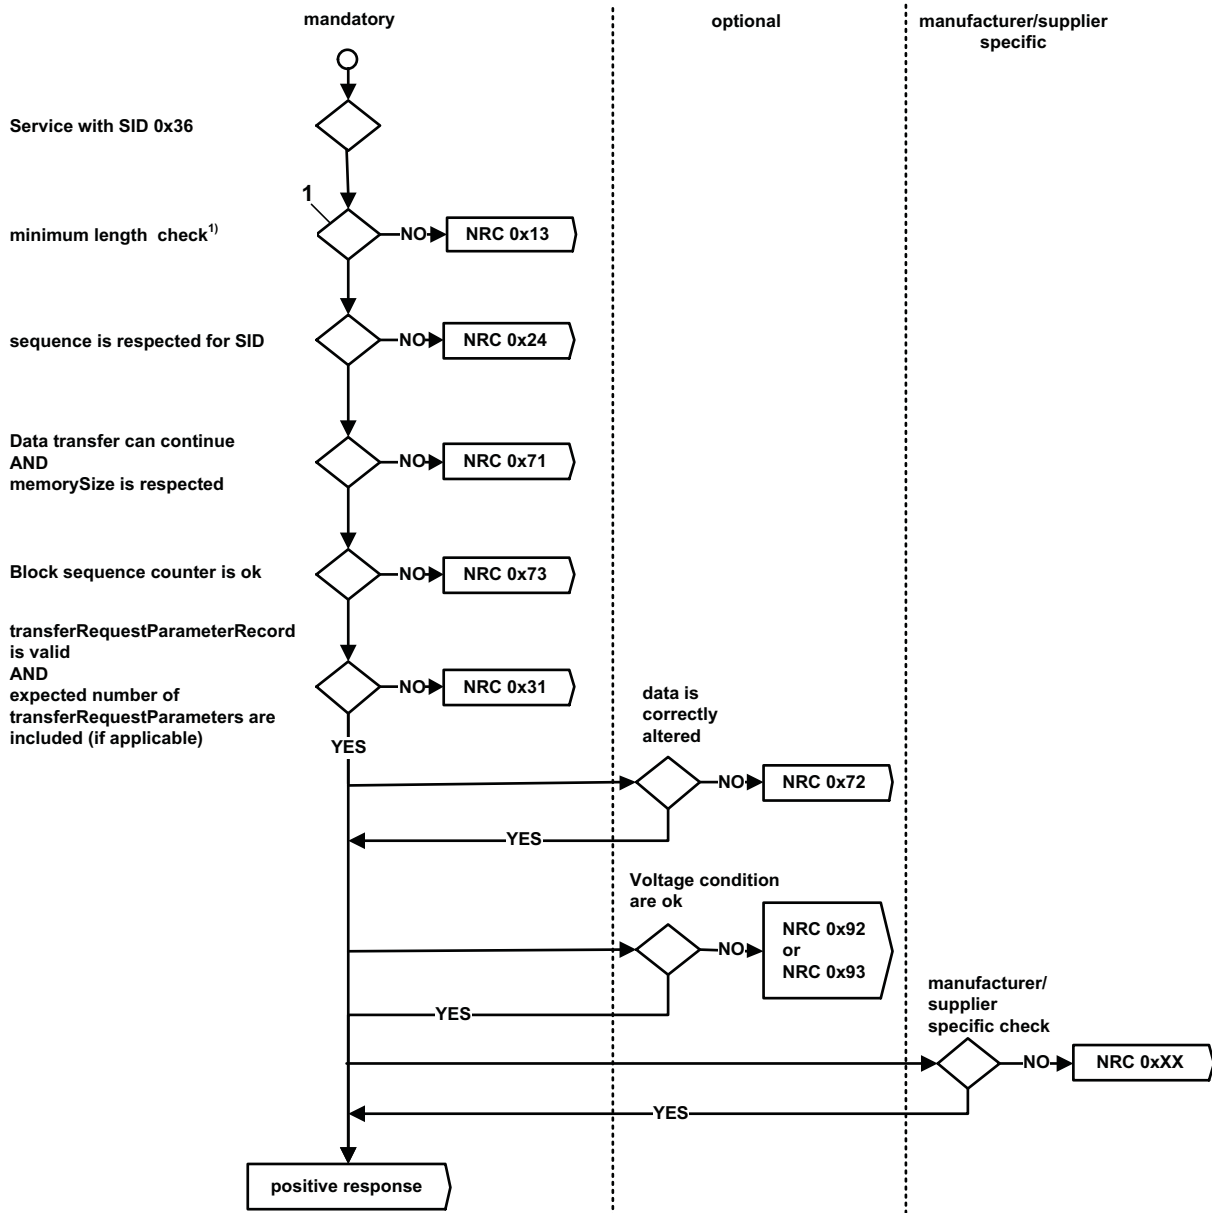 mandatory
optional
manufacturer/supplier
specific
Service with SID 0x36
1
minimum length check1)
NO
NRC 0x13
sequence is respected for SID
NO
NRC 0x24
Data transfer can continue
AND
memorySize is respected
NO
NRC 0x71
Block sequence counter is ok
NO
NRC 0x73
transferRequestParameterRecord
is valid
AND
expected number of
transferRequestParameters are
included (if applicable)
NO
NRC 0x31
YES
data is
correctly
altered
NO
NRC 0x72
YES
Voltage condition
are ok
NO
NRC 0x92
or
NRC 0x93
YES
manufacturer/
supplier
specific check
NO
NRC 0xXX
YES
positive response